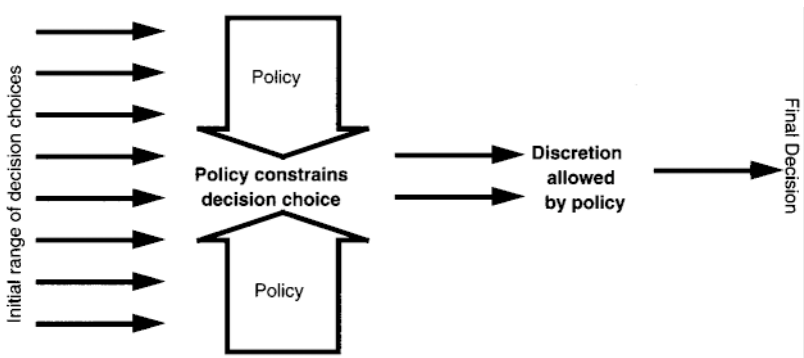 Initial range of decision choices
Policy
Policy constrains
decision choice
Policy
Discretion
allowed
by policy
Final Decision